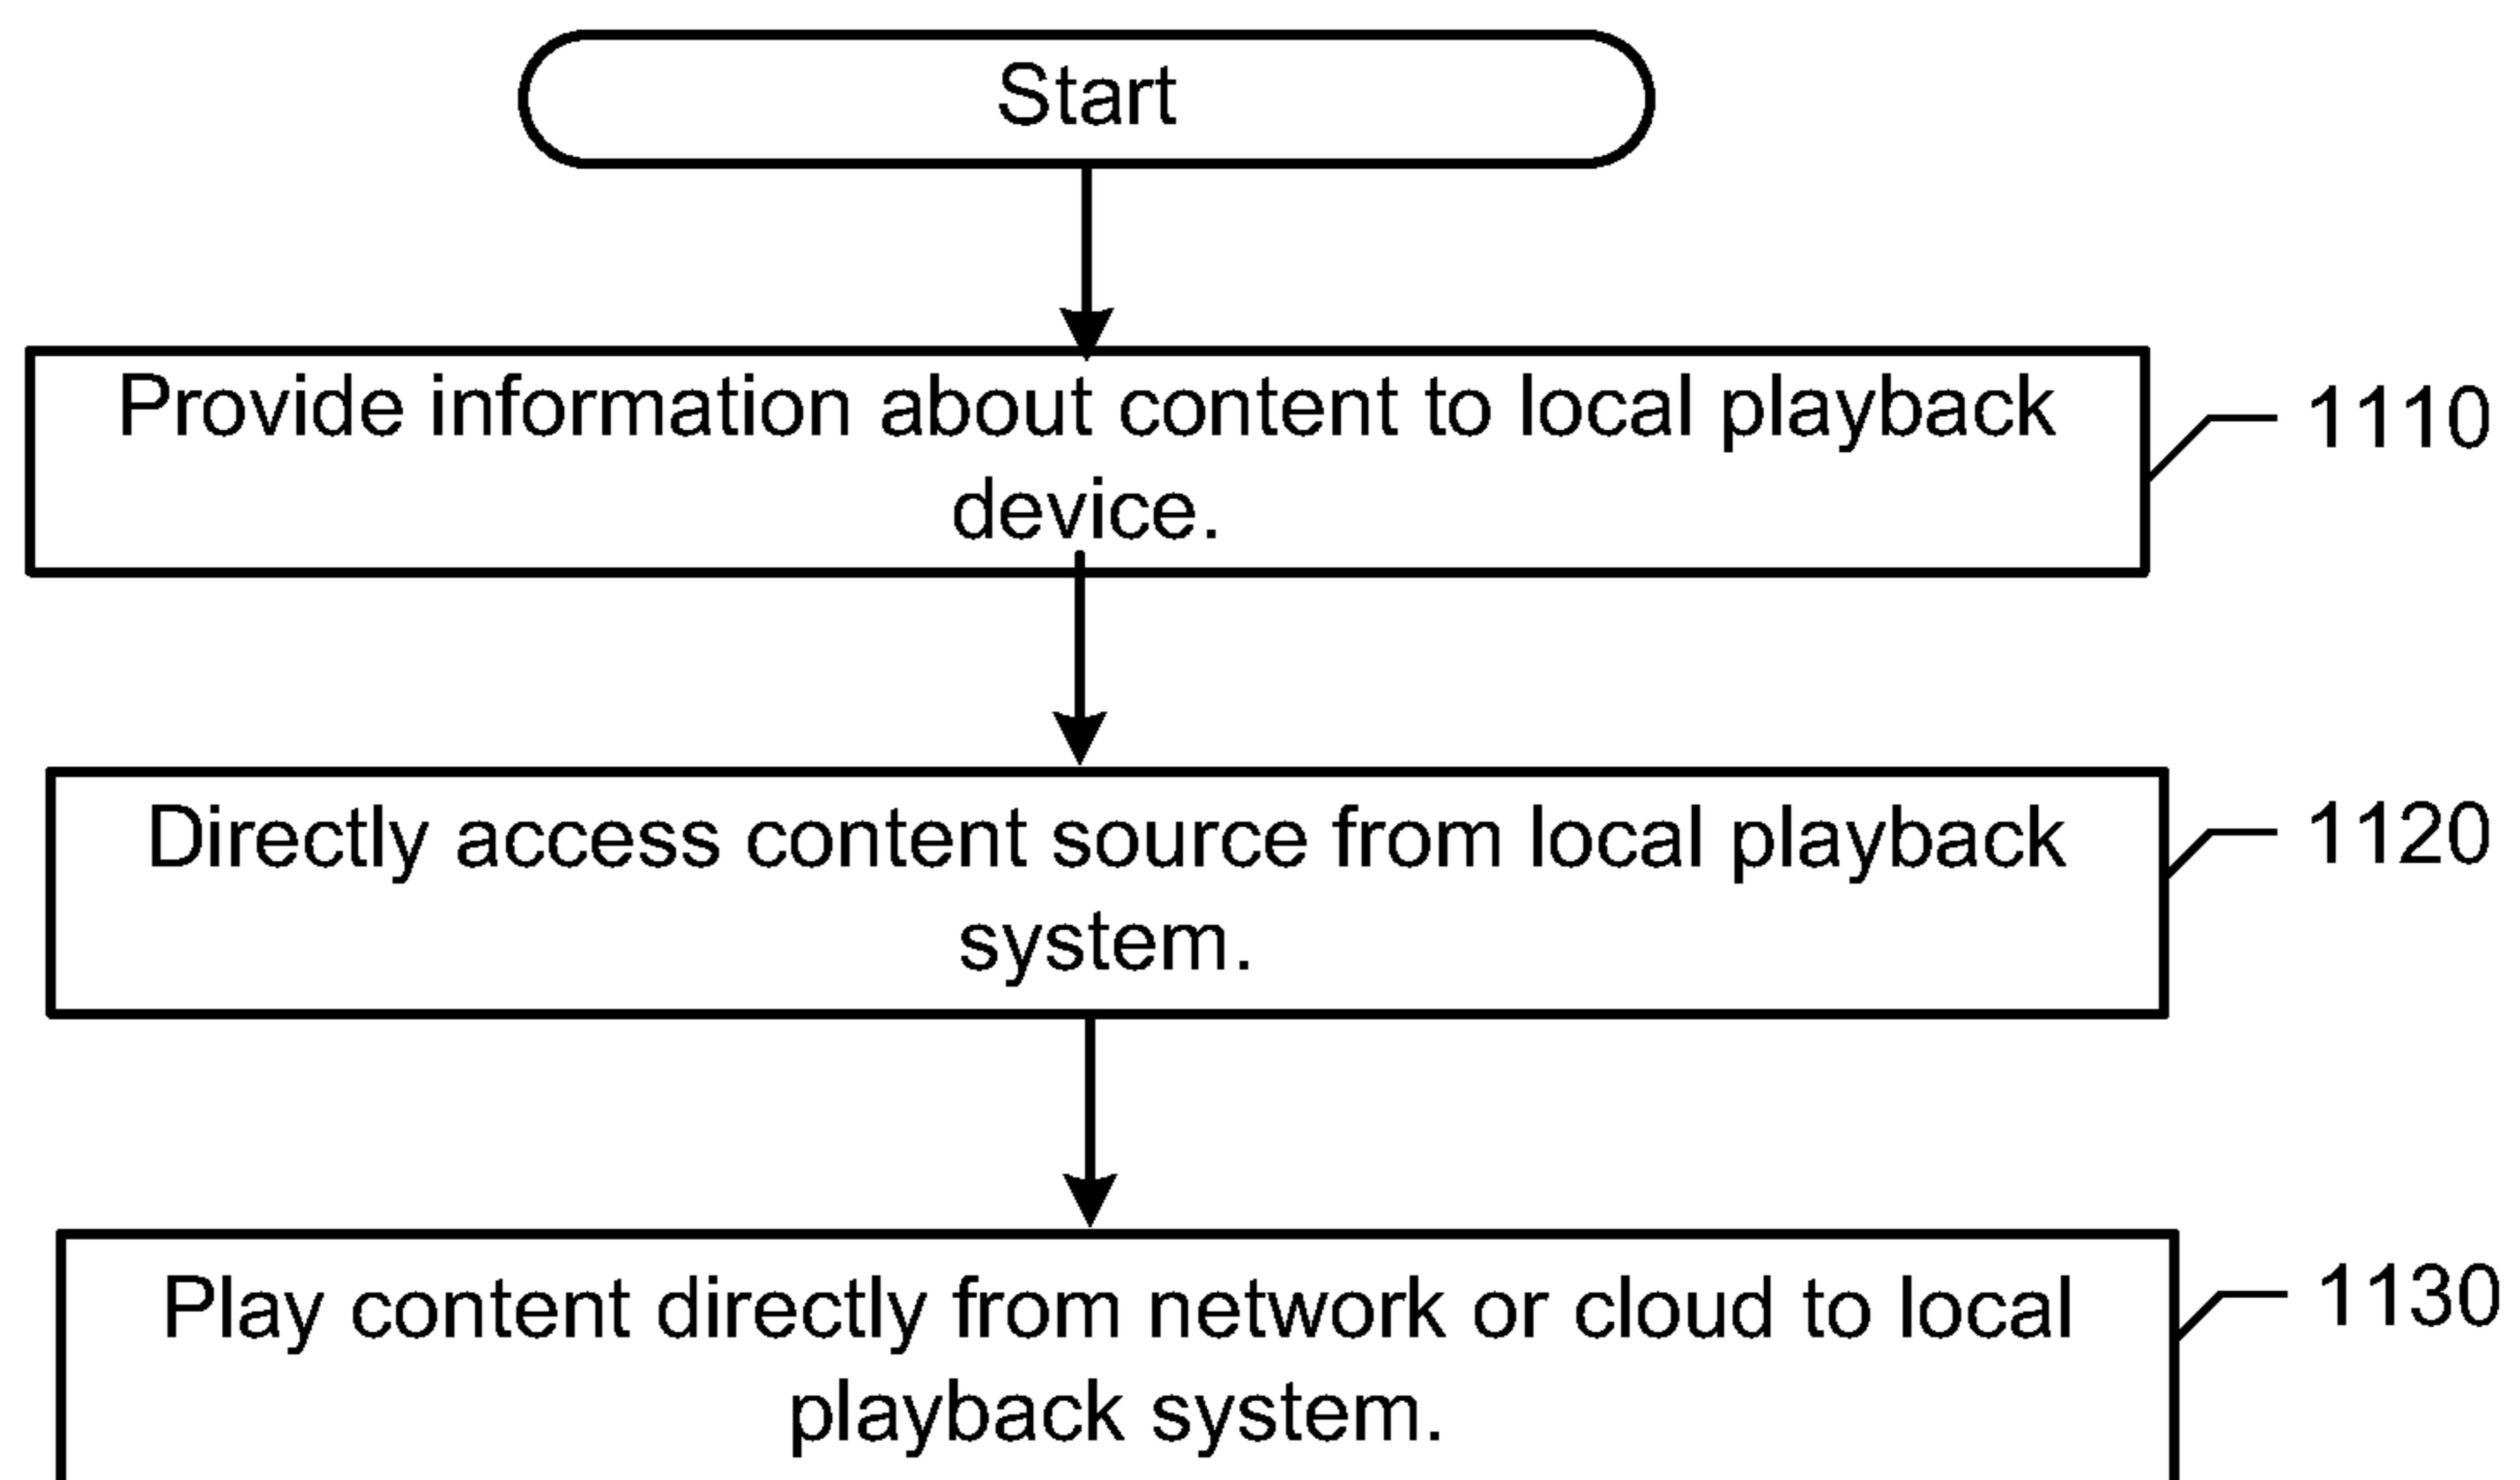 Start
Provide information about content to local playback
device.
1110
Directly access content source from local playback
system.
1120
Play content directly from network or cloud to local
playback system.
1130